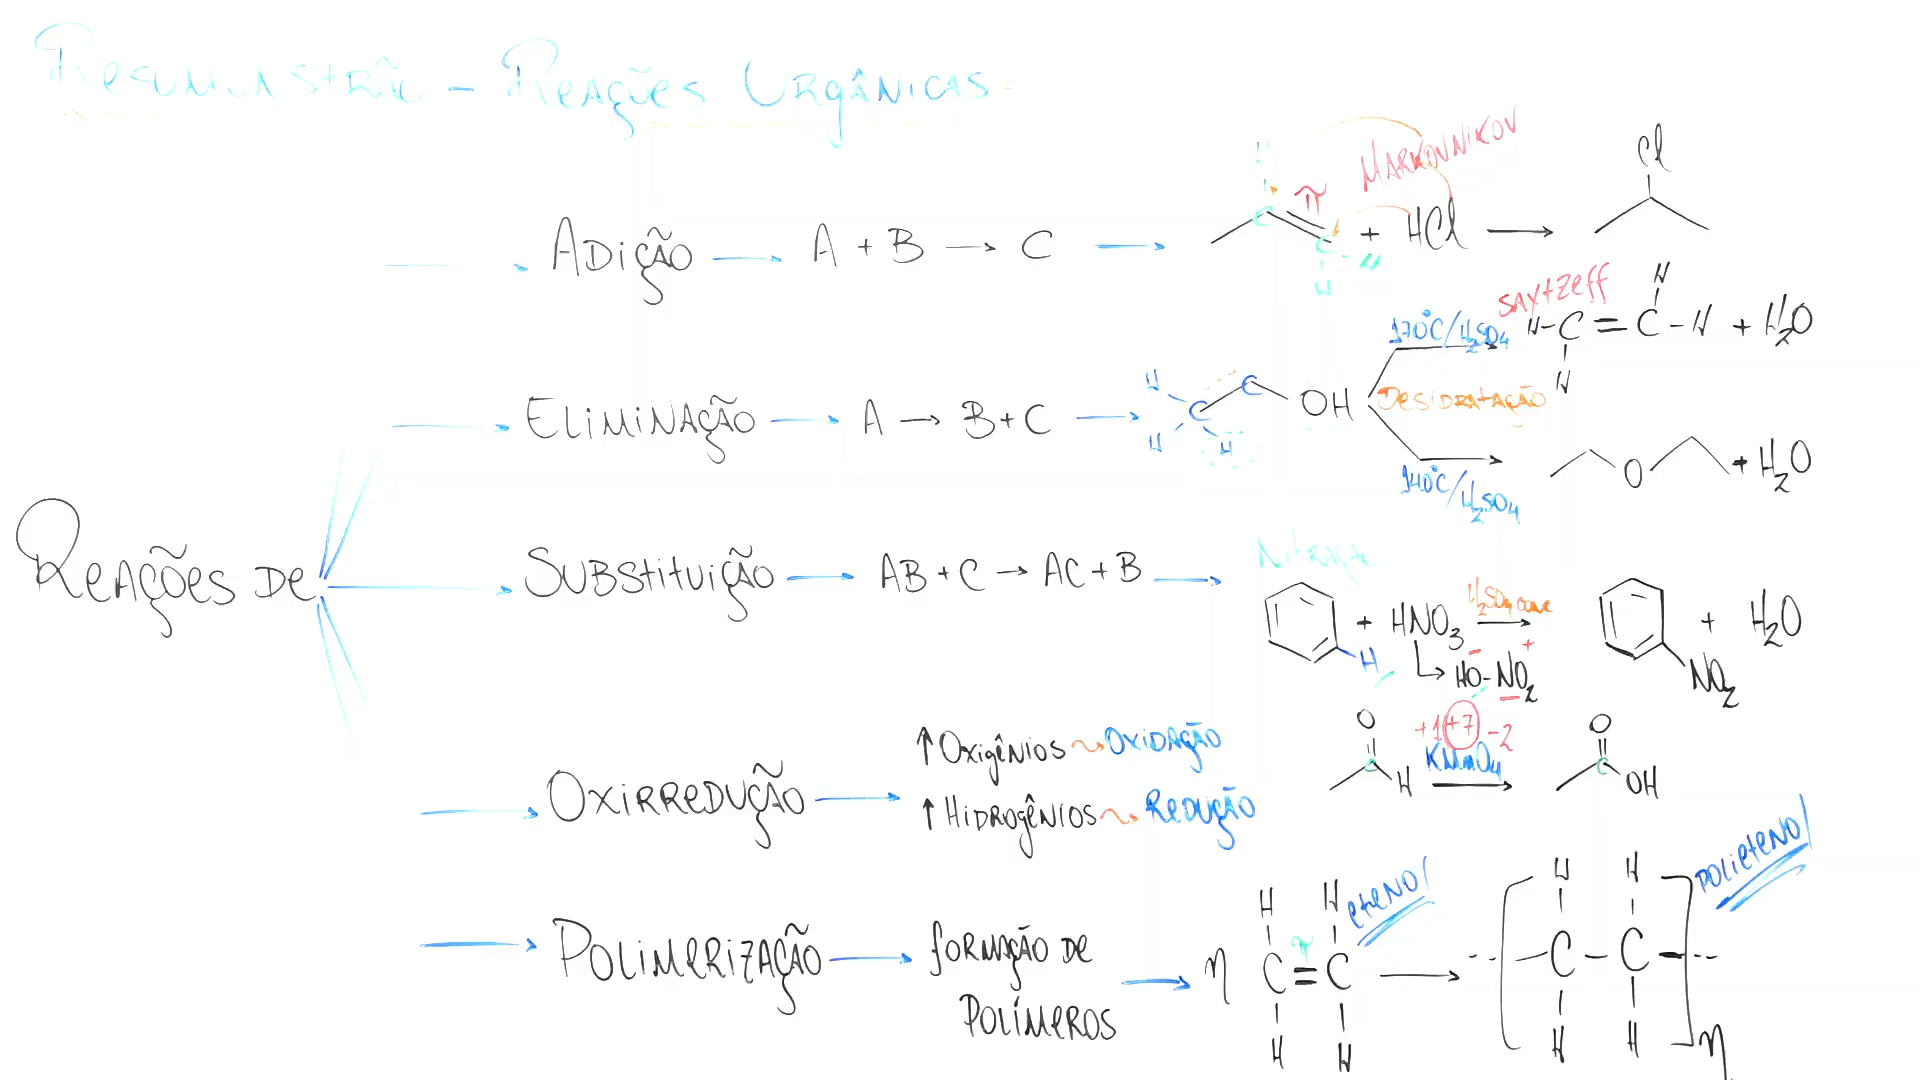 Resumonstrão - Reações Orgânicas
Reações de
Adição → A + B → C →
H
C
π
C
H
H
+ HCl →
Markovnikov
Cl
Eliminação → A → B + C →
H
C
C
H
H
OH
Desidratação
170°C/H₂SO₄
Saytzeff
H
H-C=C-H + H₂O
H
140°C/H₂SO₄
O + H₂O
Substituição → AB + C → AC + B →
H + HNO₃ → NO₂ + H₂O
H₂SO₄ conc
→ HO-NO₂
- +
Oxirredução →
↑ Oxigênios ⇝ Oxidação
↑ Hidrogênios ⇝ Redução
O
C
H
+1 +7 -2
KMnO₄
→
O
C
OH
Polimerização → formação de
polímeros →
n
H H
C=C
H H
π
eteno
→
H H
--C-C--
H H
n
polieteno